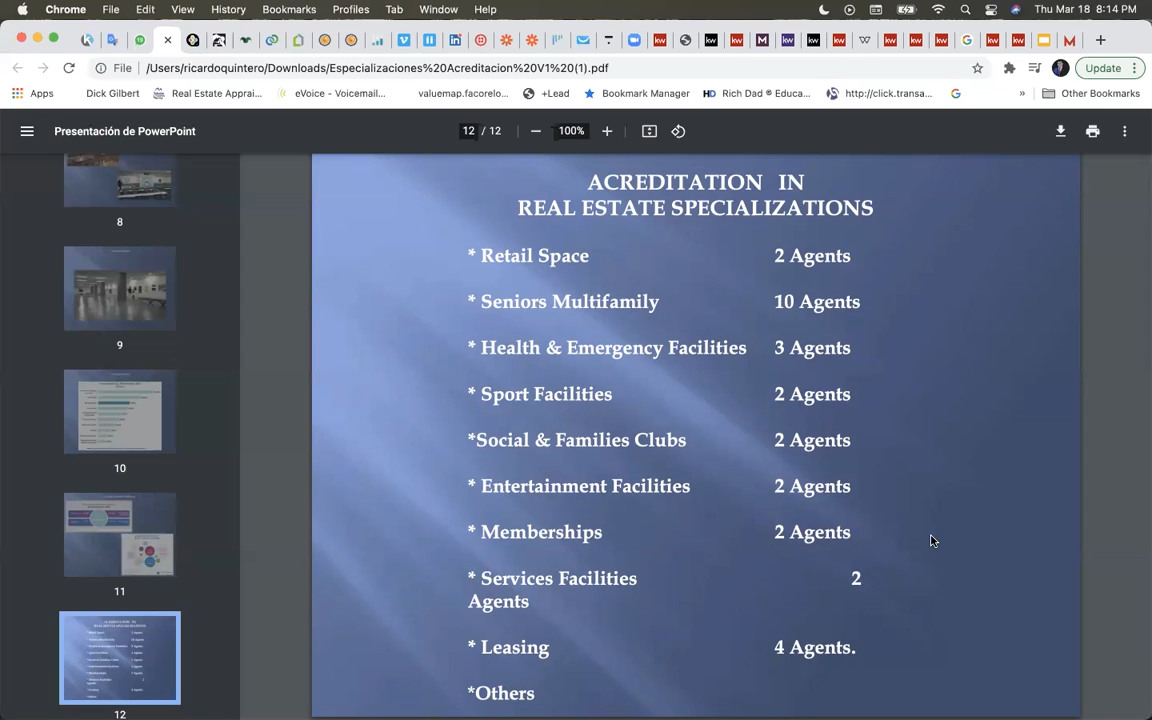 Chrome File Edit View History Bookmarks Profiles Tab Window Help Thu Mar 18 8:14 PM
File /Users/ricardoquintero/Downloads/Especializaciones%20Acreditacion%20V1%20(1).pdf Update
Apps Dick Gilbert Real Estate Apprai... eVoice - Voicemail... valuemap.facorelo... +Lead Bookmark Manager HD Rich Dad ® Educa... http://click.transa... » Other Bookmarks
Presentación de PowerPoint 12 / 12 100%
8
9
10
11
12
ACREDITATION IN
REAL ESTATE SPECIALIZATIONS
* Retail Space 2 Agents
* Seniors Multifamily 10 Agents
* Health & Emergency Facilities 3 Agents
* Sport Facilities 2 Agents
*Social & Families Clubs 2 Agents
* Entertainment Facilities 2 Agents
* Memberships 2 Agents
* Services Facilities 2
Agents
* Leasing 4 Agents.
*Others